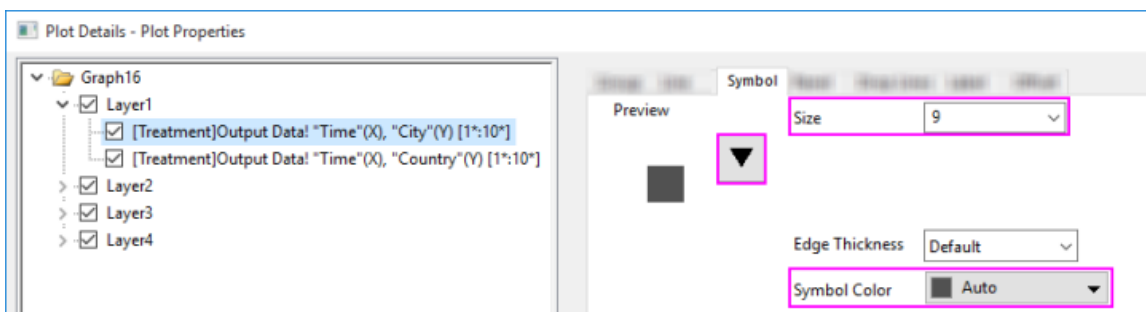 Plot Details - Plot Properties
Graph16
Layer1
[Treatment]Output Data! "Time"(X), "City"(Y) [1*:10*]
[Treatment]Output Data! "Time"(X), "Country"(Y) [1*:10*]
Layer2
Layer3
Layer4
Symbol
Preview
Size 9
Edge Thickness Default
Symbol Color Auto